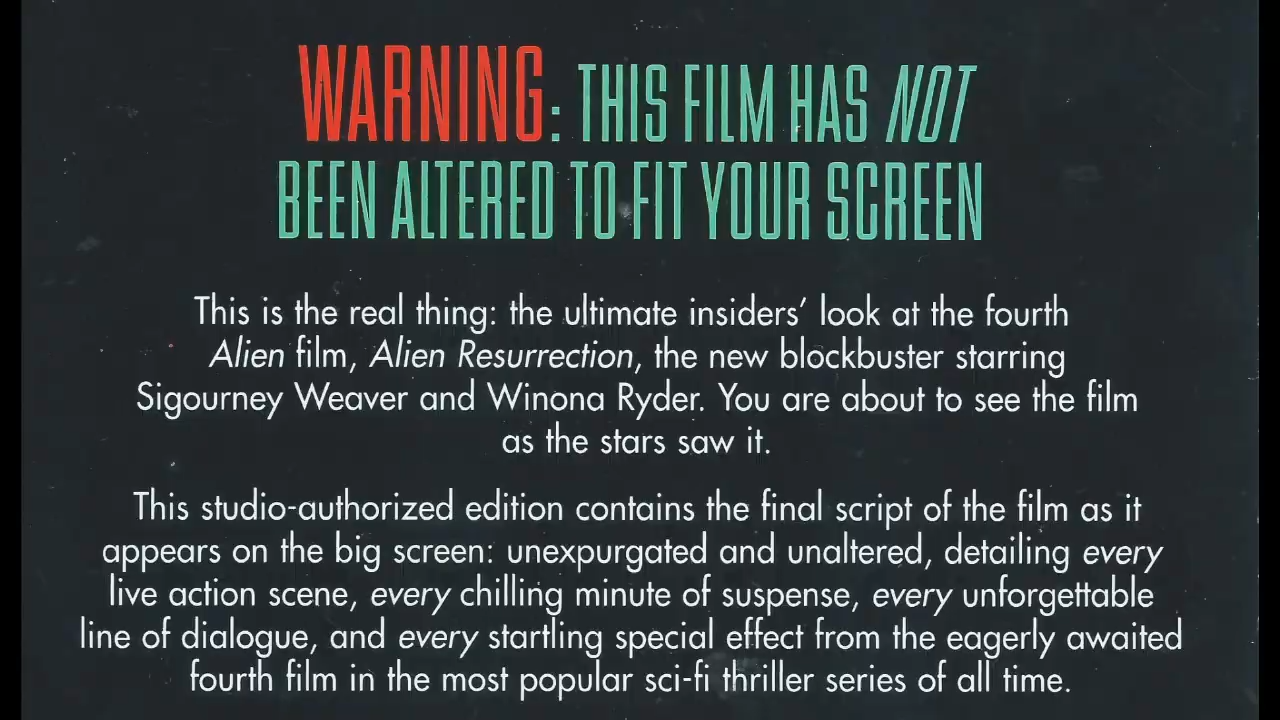 WARNING: THIS FILM HAS NOT
BEEN ALTERED TO FIT YOUR SCREEN
This is the real thing: the ultimate insiders’ look at the fourth
Alien film, Alien Resurrection, the new blockbuster starring
Sigourney Weaver and Winona Ryder. You are about to see the film
as the stars saw it.
This studio-authorized edition contains the final script of the film as it
appears on the big screen: unexpurgated and unaltered, detailing every
live action scene, every chilling minute of suspense, every unforgettable
line of dialogue, and every startling special effect from the eagerly awaited
fourth film in the most popular sci-fi thriller series of all time.